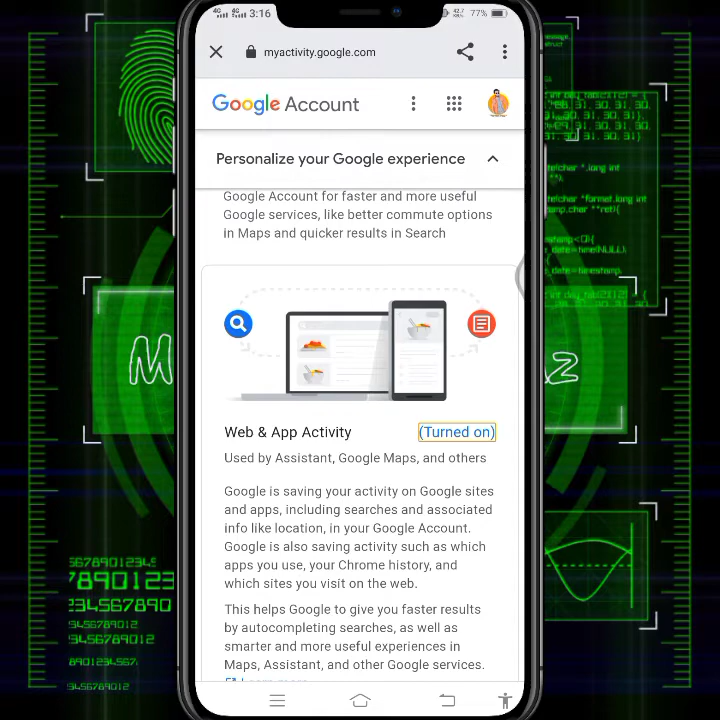 3:16
77%
myactivity.google.com
Google Account
Personalize your Google experience
Google Account for faster and more useful
Google services, like better commute options
in Maps and quicker results in Search
Web & App Activity (Turned on)
Used by Assistant, Google Maps, and others
Google is saving your activity on Google sites
and apps, including searches and associated
info like location, in your Google Account.
Google is also saving activity such as which
apps you use, your Chrome history, and
which sites you visit on the web.
This helps Google to give you faster results
by autocompleting searches, as well as
smarter and more useful experiences in
Maps, Assistant, and other Google services.